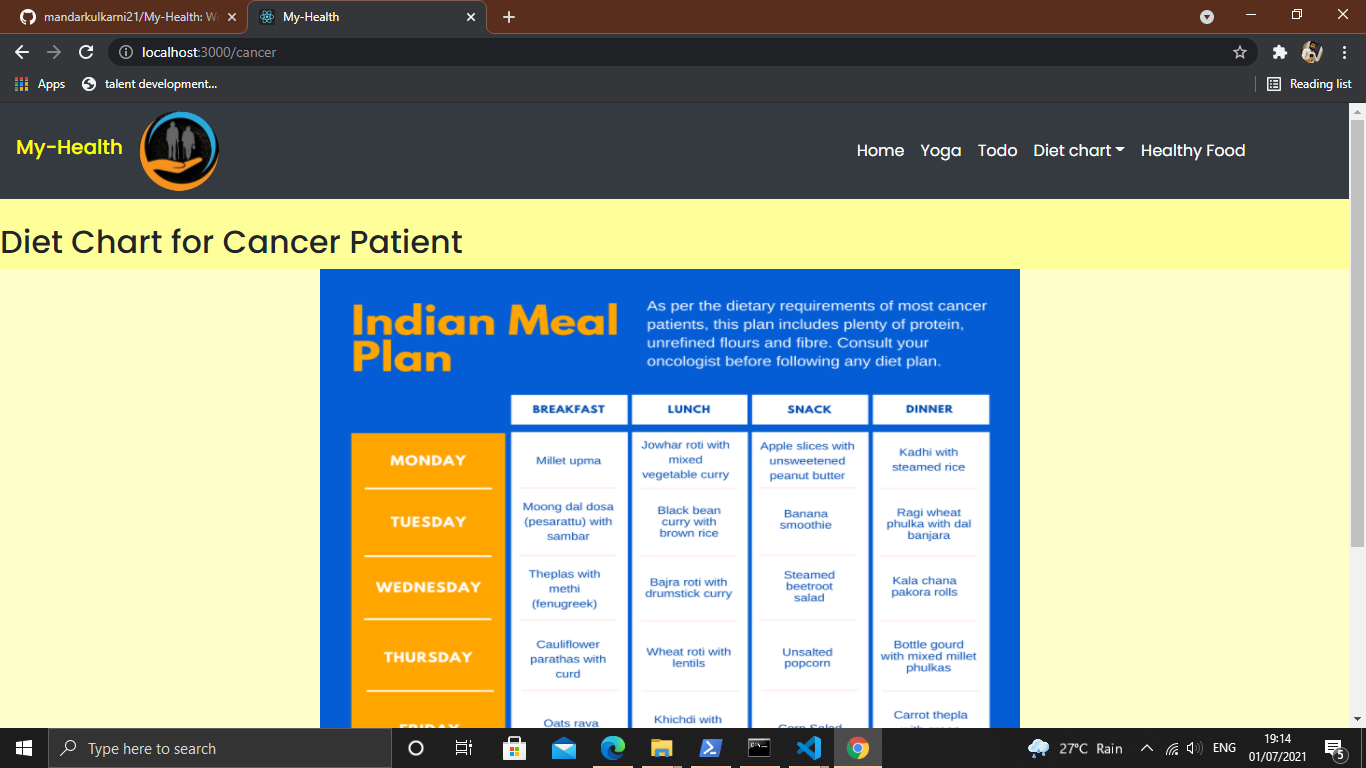 mandarkulkarni21/My-Health: W
My-Health
localhost:3000/cancer
Apps
talent development...
Reading list
My-Health
Home
Yoga
Todo
Diet chart
Healthy Food
Diet Chart for Cancer Patient
Indian Meal
Plan
As per the dietary requirements of most cancer
patients, this plan includes plenty of protein,
unrefined flours and fibre. Consult your
oncologist before following any diet plan.
BREAKFAST
LUNCH
SNACK
DINNER
MONDAY
Millet upma
Jowhar roti with
mixed
vegetable curry
Apple slices with
unsweetened
peanut butter
Kadhi with
steamed rice
TUESDAY
Moong dal dosa
(pesarattu) with
sambar
Black bean
curry with
brown rice
Banana
smoothie
Ragi wheat
phulka with dal
banjara
WEDNESDAY
Theplas with
methi
(fenugreek)
Bajra roti with
drumstick curry
Steamed
beetroot
salad
Kala chana
pakora rolls
THURSDAY
Cauliflower
parathas with
curd
Wheat roti with
lentils
Unsalted
popcorn
Bottle gourd
with mixed millet
phulkas
FRIDAY
Oats rava
Khichdi with
Corn Salad
Carrot thepla
with green
Type here to search
27°C Rain
ENG
19:14
01/07/2021
5